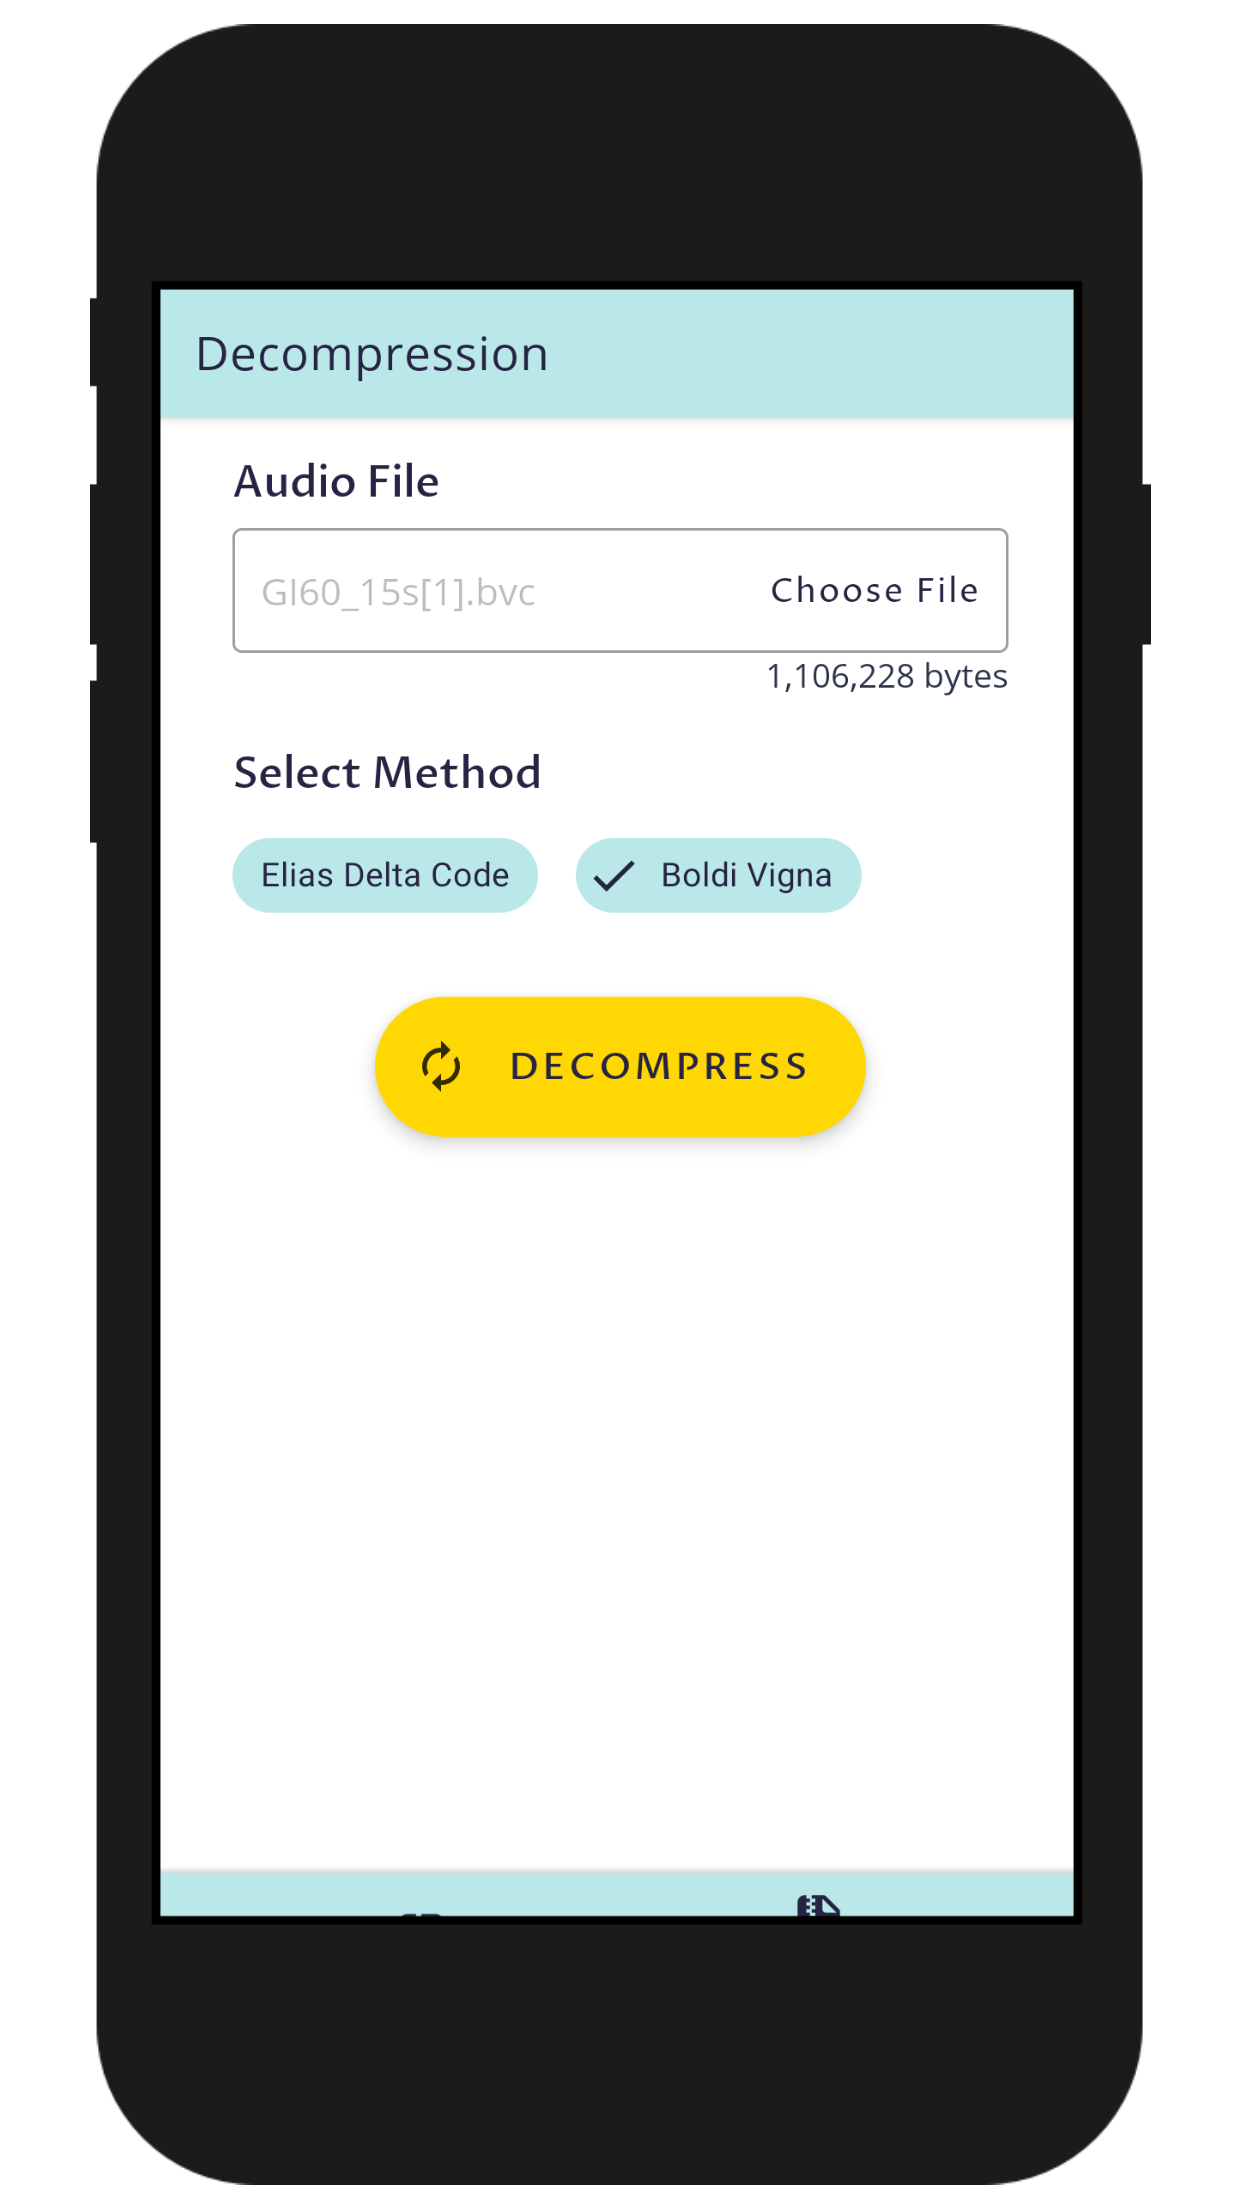 Decompression
Audio File
GI60_15s[1].bvc Choose File
1,106,228 bytes
Select Method
Elias Delta Code Boldi Vigna
DECOMPRESS